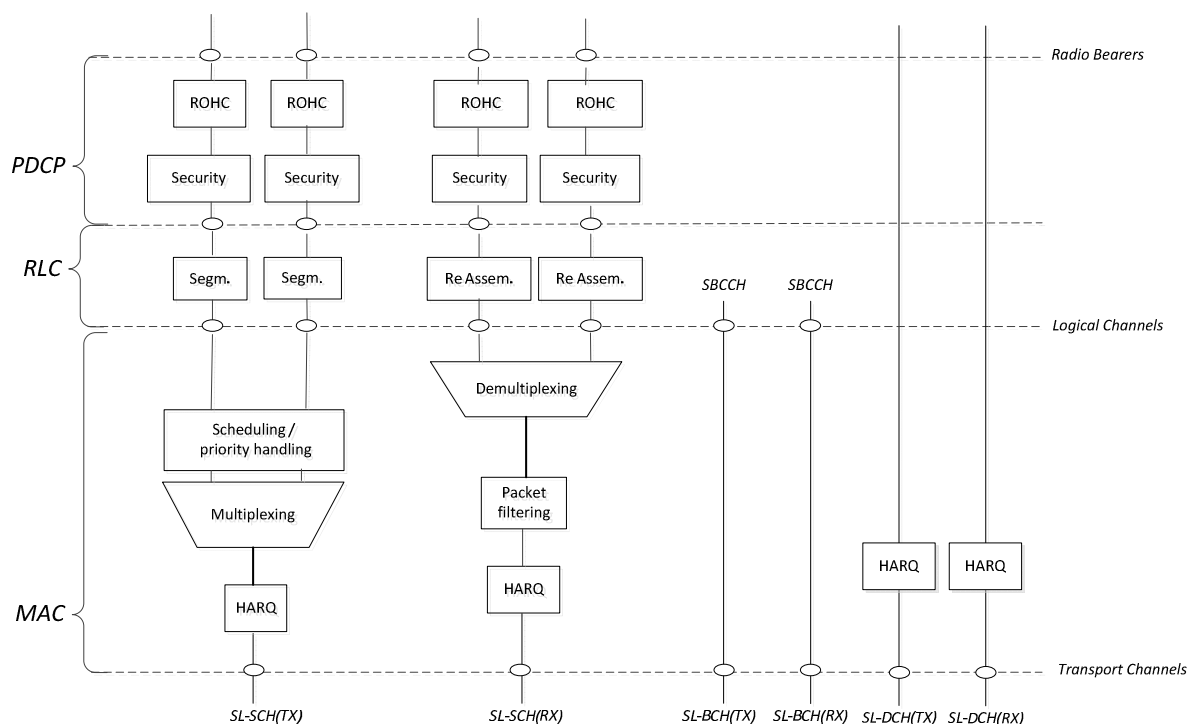 Radio Bearers
ROHC ROHC ROHC ROHC
PDCP
Security Security Security Security
RLC
Segm. Segm. Re Assem. Re Assem.
SBCCH SBCCH
Logical Channels
Demultiplexing
Scheduling /
priority handling
Packet
filtering
Multiplexing
HARQ HARQ
HARQ
HARQ
MAC
Transport Channels
SL-SCH(TX) SL-SCH(RX) SL-BCH(TX) SL-BCH(RX) SL-DCH(TX) SL-DCH(RX)